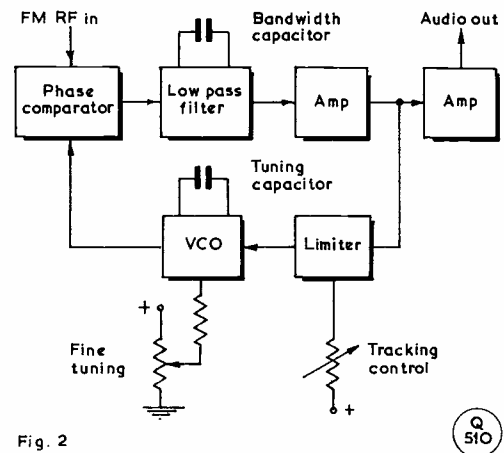 FM RF in
Bandwidth
capacitor
Audio out
Phase
comparator
Low pass
filter
Amp
Amp
Tuning
capacitor
VCO
Limiter
+
Fine
tuning
Tracking
control
+
Fig. 2
Q
510